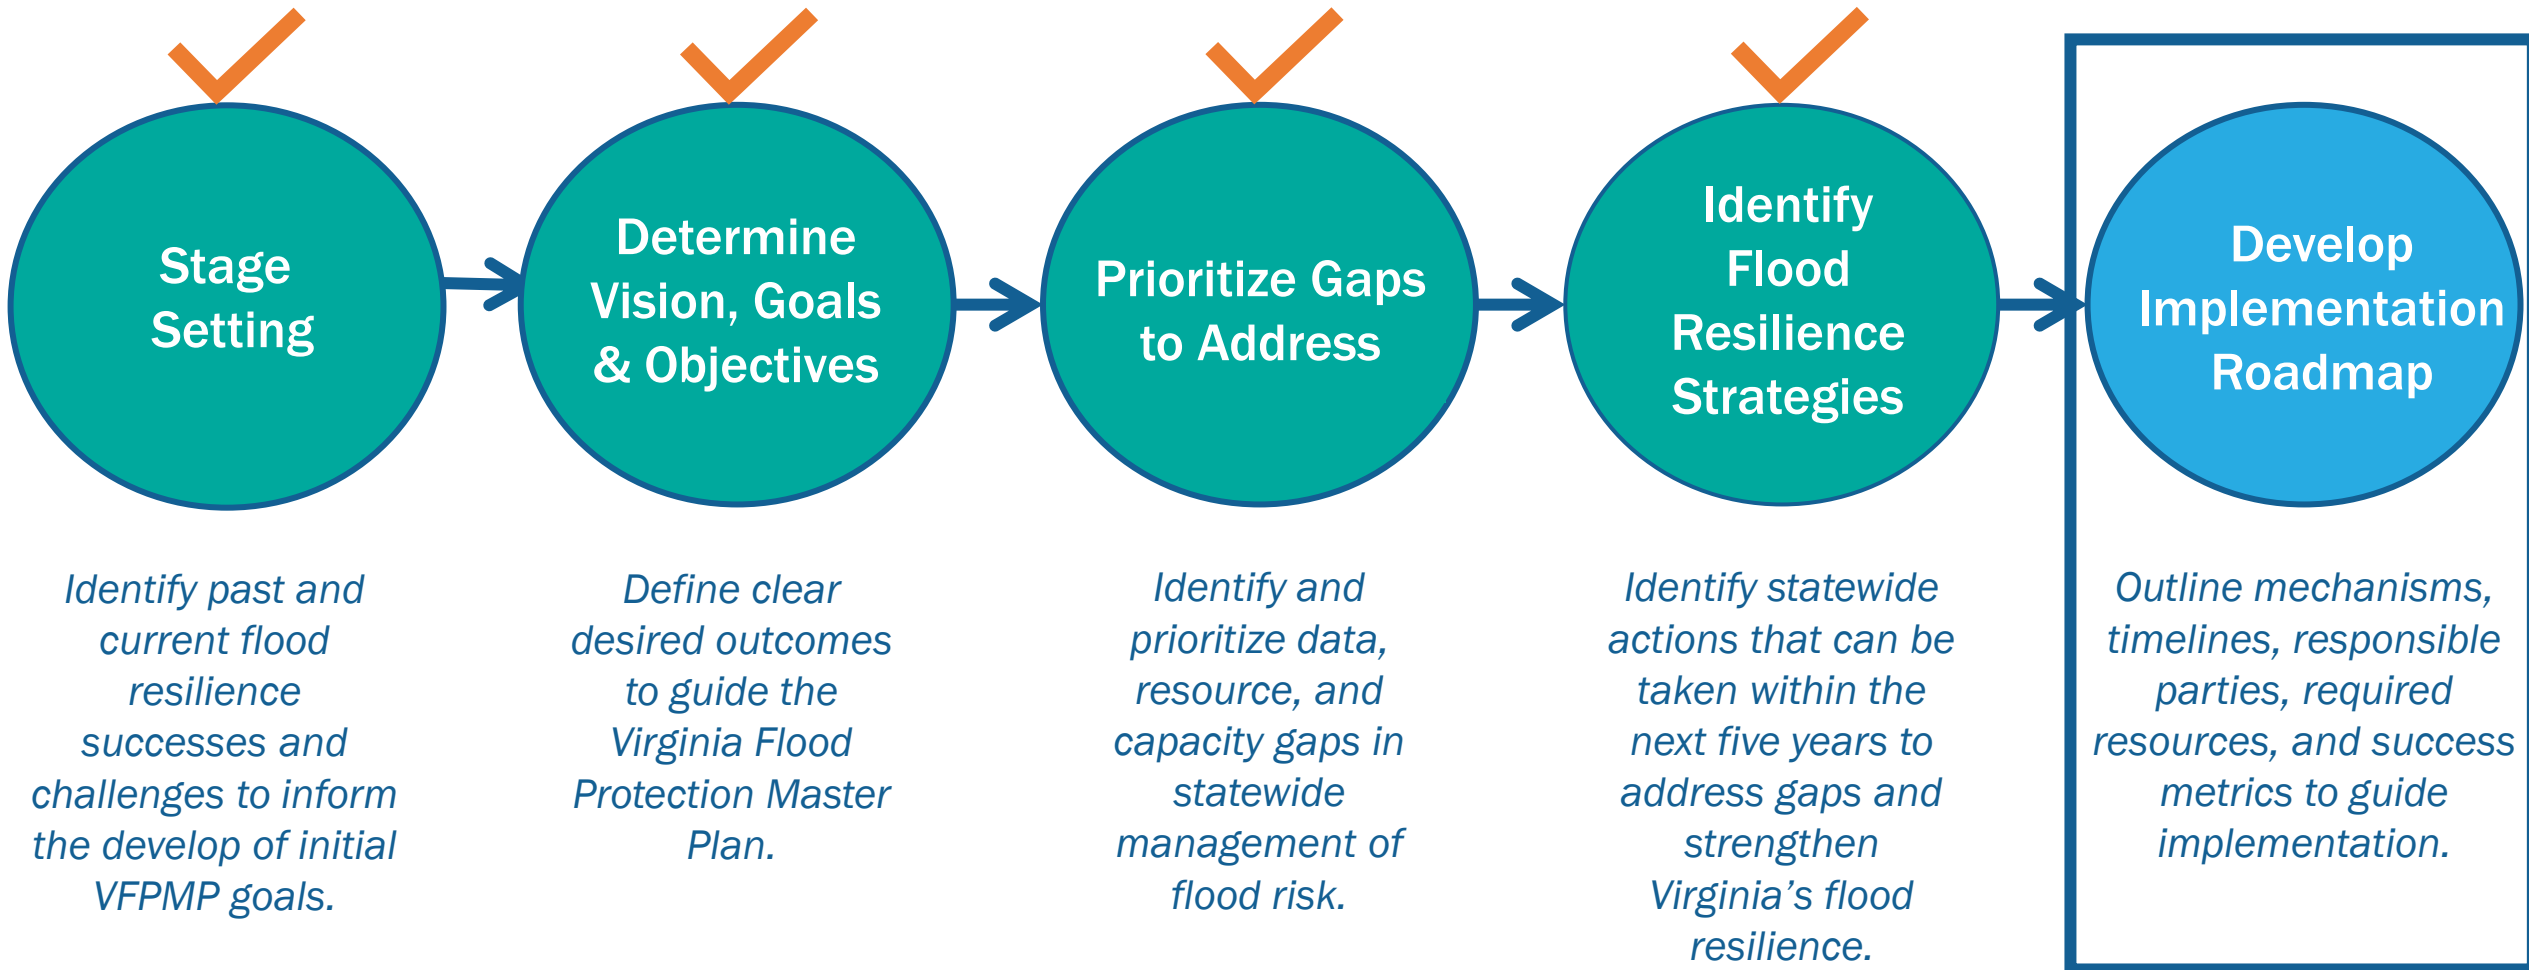 Stage
Setting
Determine
Vision, Goals
& Objectives
Prioritize Gaps
to Address
Identify
Flood
Resilience
Strategies
Develop
Implementation
Roadmap
Identify past and
current flood
resilience
successes and
challenges to inform
the develop of initial
VFPMP goals.
Define clear
desired outcomes
to guide the
Virginia Flood
Protection Master
Plan.
Identify and
prioritize data,
resource, and
capacity gaps in
statewide
management of
flood risk.
Identify statewide
actions that can be
taken within the
next five years to
address gaps and
strengthen
Virginia’s flood
resilience.
Outline mechanisms,
timelines, responsible
parties, required
resources, and success
metrics to guide
implementation.